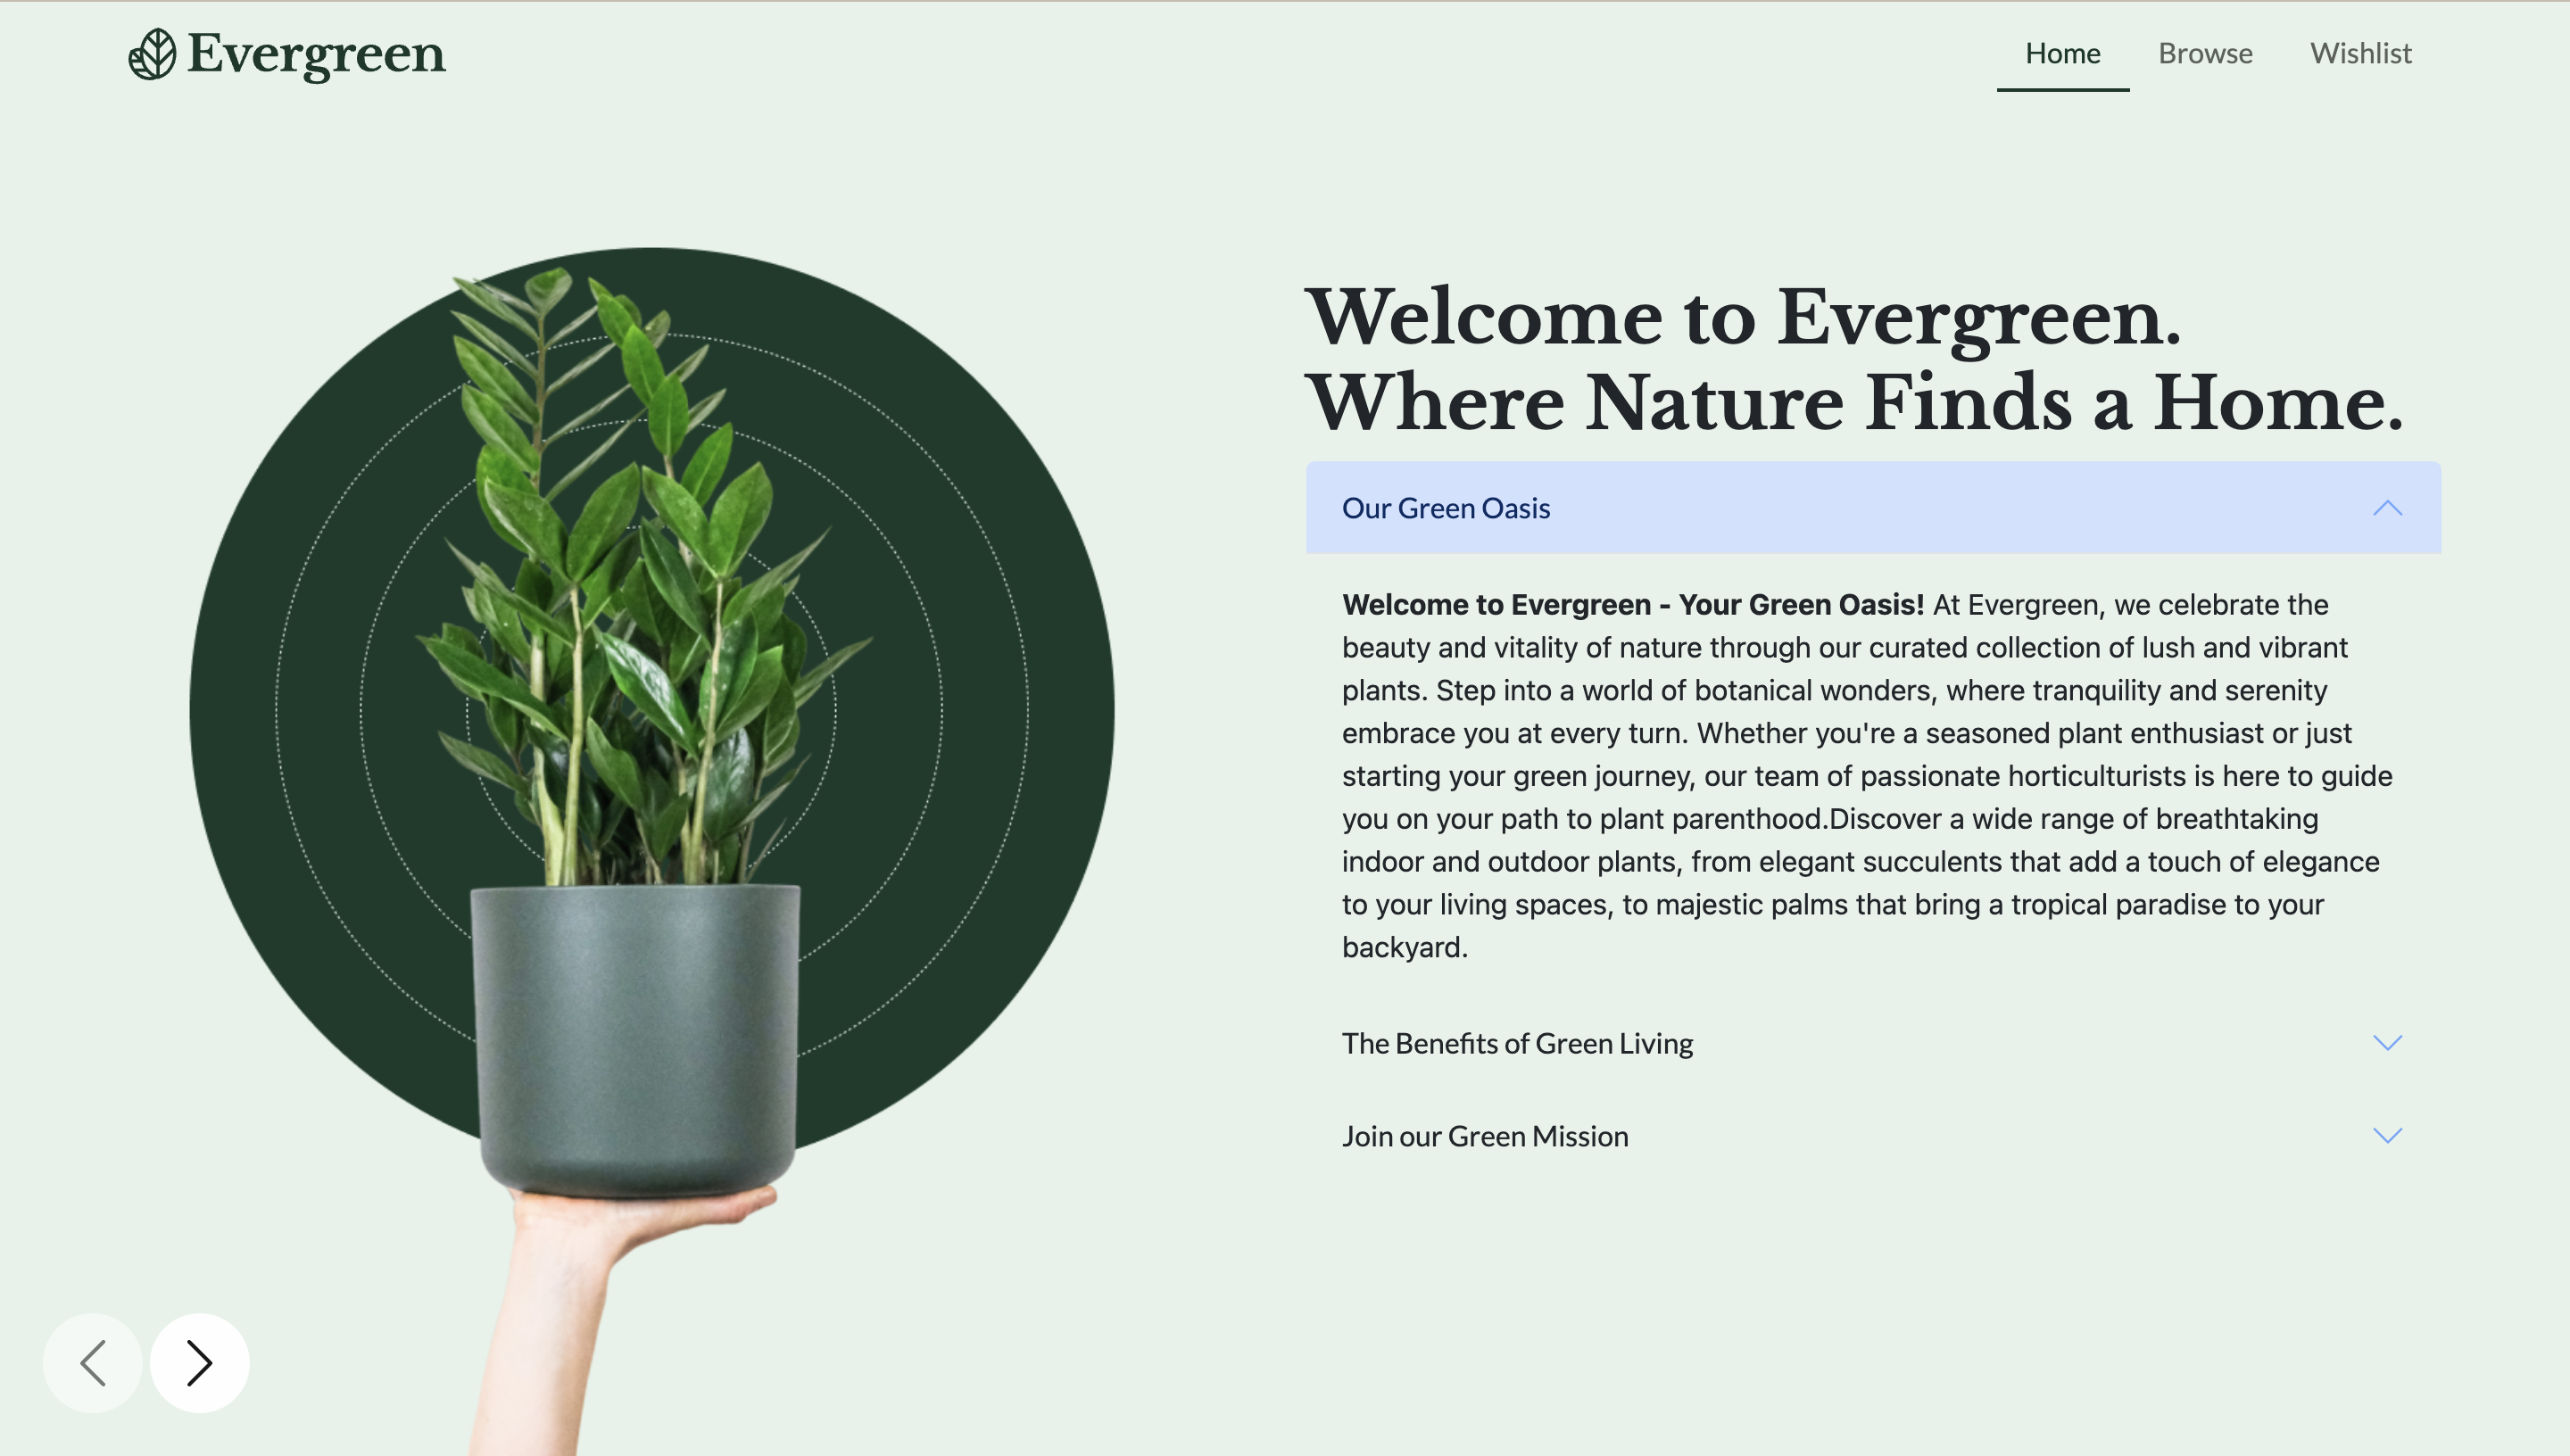 Evergreen
Home Browse Wishlist
Welcome to Evergreen.
Where Nature Finds a Home.
Our Green Oasis
Welcome to Evergreen - Your Green Oasis! At Evergreen, we celebrate the
beauty and vitality of nature through our curated collection of lush and vibrant
plants. Step into a world of botanical wonders, where tranquility and serenity
embrace you at every turn. Whether you're a seasoned plant enthusiast or just
starting your green journey, our team of passionate horticulturists is here to guide
you on your path to plant parenthood.Discover a wide range of breathtaking
indoor and outdoor plants, from elegant succulents that add a touch of elegance
to your living spaces, to majestic palms that bring a tropical paradise to your
backyard.
The Benefits of Green Living
Join our Green Mission